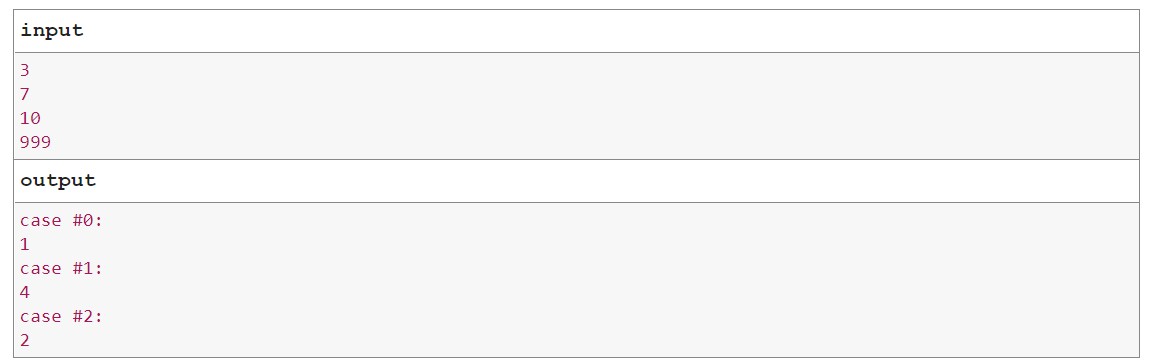 input
3
7
10
999
output
case #0:
1
case #1:
4
case #2:
2